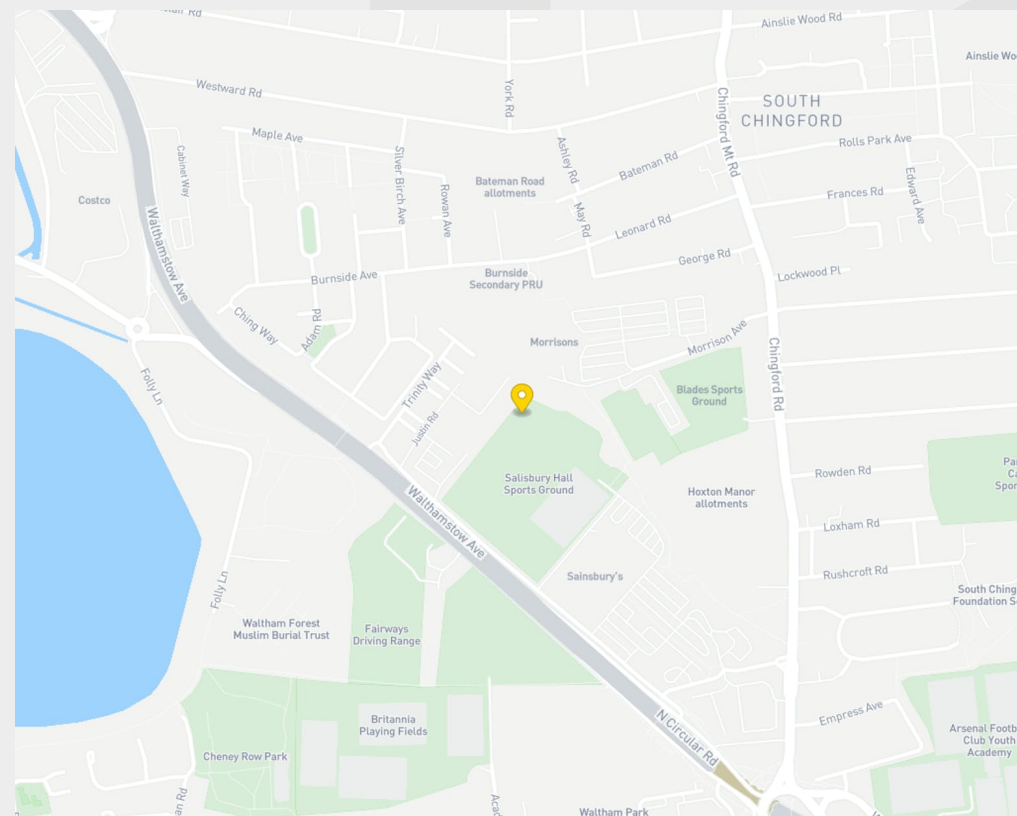 Ainslie Wood Rd
Westward Rd
York Rd
Chingford Mt Rd
SOUTH
CHINGFORD
Ainslie Wo
Maple Ave
Cabinet Way
Silver Birch Ave
Rowan Ave
Bateman Road
allotments
Ashley Rd
Bateman Rd
Rolls Park Ave
Edward Ave
Frances Rd
May Rd
Leonard Rd
George Rd
Lockwood Pl
Costco
Walthamstow Ave
Burnside Ave
Burnside
Secondary PRU
Ching Way
Adam Rd
Morrisons
Morrison Ave
Chingford Rd
Folly Ln
Trinity Way
Justin Rd
Blades Sports
Ground
Salisbury Hall
Sports Ground
Hoxton Manor
allotments
Rowden Rd
Pa
Ca
Spor
Walthamstow Ave
Loxham Rd
Rushcroft Rd
Sainsbury's
South Ching
Foundation S
Folly Ln
Waltham Forest
Muslim Burial Trust
Fairways
Driving Range
Britannia
Playing Fields
Cheney Row Park
N Circular Rd
Empress Ave
Arsenal Footb
Club Youth
Academy
Acad
an Rd
Waltham Park